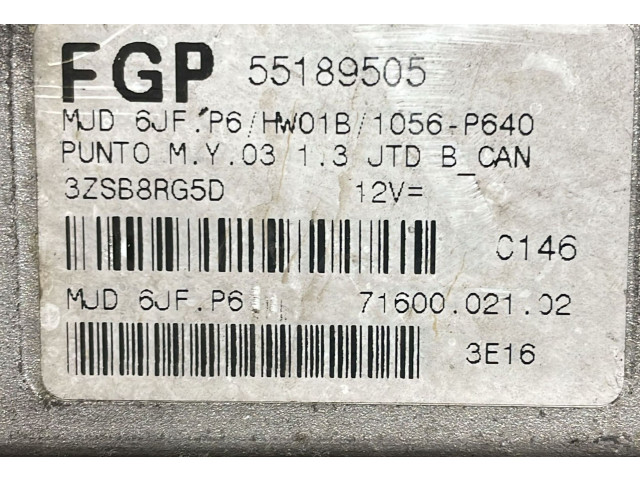 FGP 55189505
MJD 6JF.P6/HW01B/1056-P640
PUNTO M.Y.03 1.3 JTD B_CAN
3ZSB8RG5D 12V=
C146
MJD 6JF.P6 71600.021.02
3E16